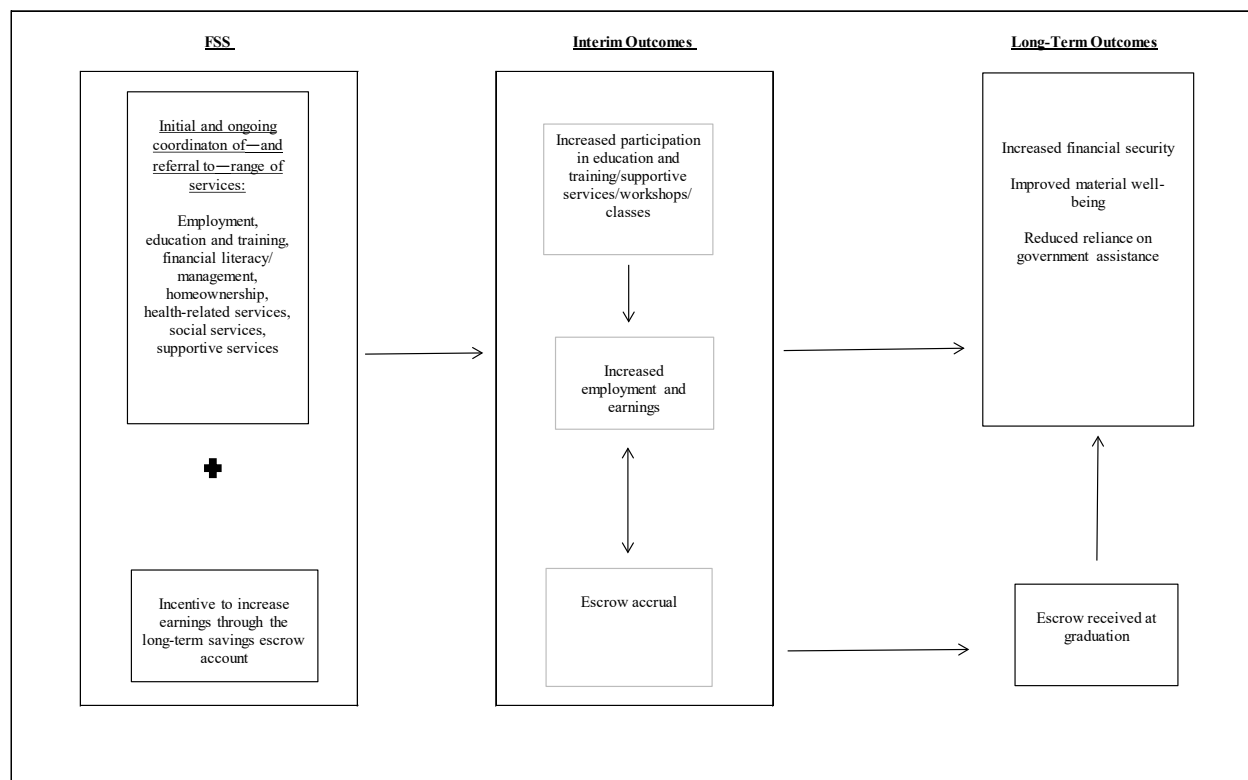 FSS
Initial and ongoing
coordinaton of—and
referral to—range of
services:
Employment,
education and training,
financial literacy/
management,
homeownership,
health-related services,
social services,
supportive services
Incentive to increase
earnings through the
long-term savings escrow
account
Interim Outcomes
Increased participation
in education and
training/supportive
services/workshops/
classes
Increased
employment and
earnings
Escrow accrual
Long-Term Outcomes
Increased financial security
Improved material well-
being
Reduced reliance on
government assistance
Escrow received at
graduation